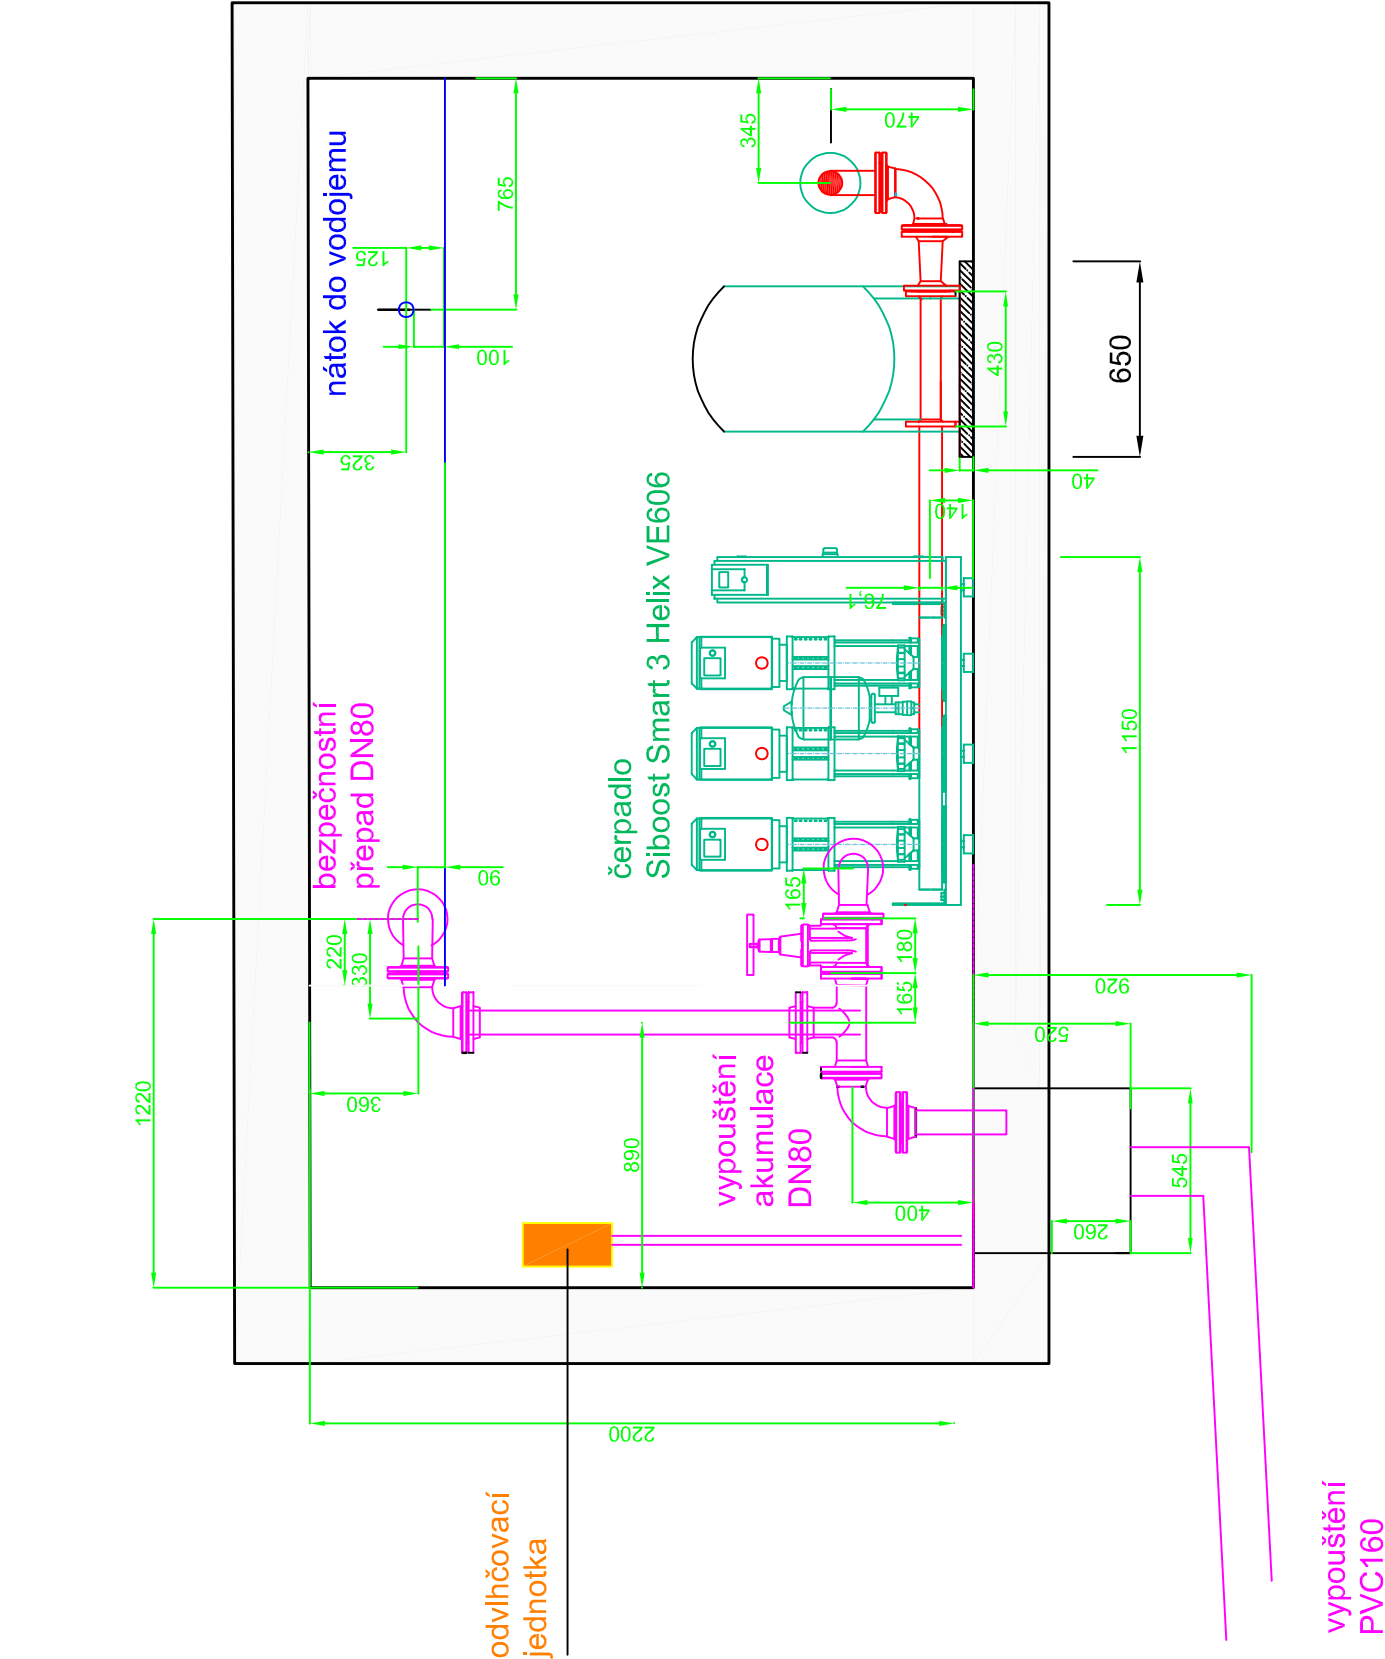 nátok do vodojemu
345
470
765
125
100
325
430
650
40
140
76,1
čerpadlo
Siboost Smart 3 Helix VE606
bezpečnostní
přepad DN80
1150
90
165
220
330
180
165
920
520
1220
360
890
vypouštění
akumulace
DN80
400
545
260
2200
odvlhčovací
jednotka
vypouštění
PVC160